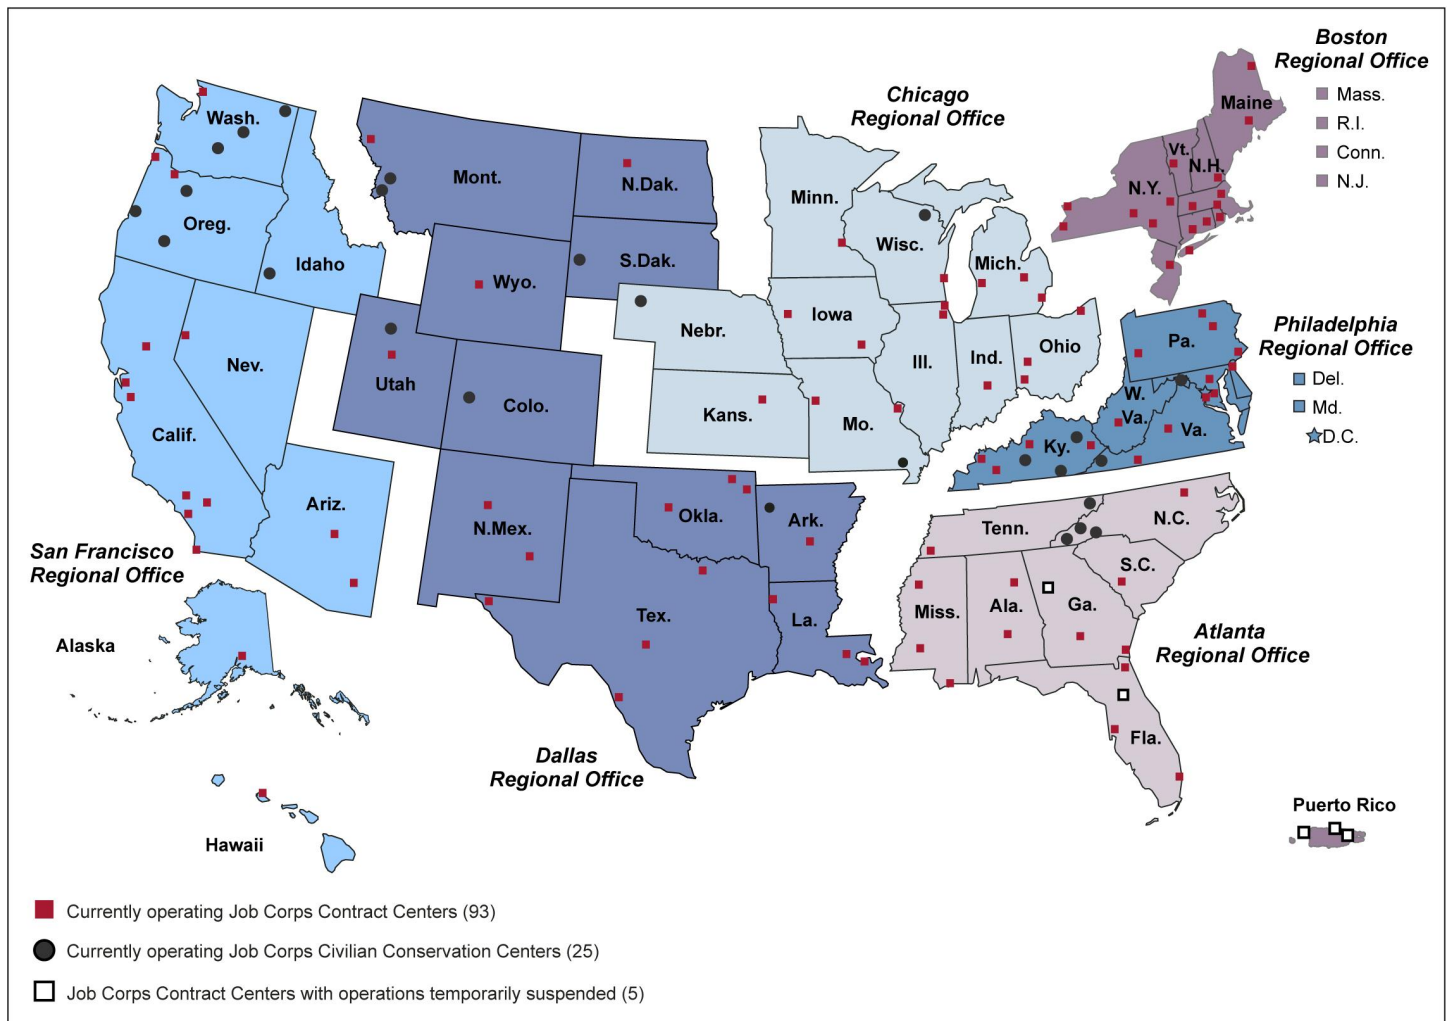 Boston
Regional Office
Mass.
R.I.
Conn.
N.J.
Maine
Vt.
N.H.
N.Y.
Chicago
Regional Office
Wash.
Mont.
N.Dak.
Minn.
Oreg.
Idaho
S.Dak.
Wisc.
Mich.
Wyo.
Nebr.
Iowa
Ill.
Ind.
Ohio
Pa.
Philadelphia
Regional Office
Del.
Md.
D.C.
Nev.
Utah
Colo.
Kans.
Mo.
W.
Va.
Va.
Ky.
Calif.
Ariz.
N.Mex.
Okla.
Ark.
Tenn.
N.C.
S.C.
San Francisco
Regional Office
Tex.
La.
Miss.
Ala.
Ga.
Atlanta
Regional Office
Alaska
Fla.
Dallas
Regional Office
Hawaii
Puerto Rico
Currently operating Job Corps Contract Centers (93)
Currently operating Job Corps Civilian Conservation Centers (25)
Job Corps Contract Centers with operations temporarily suspended (5)